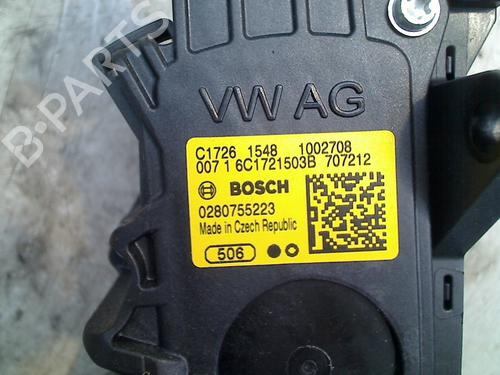 B-PARTS
VW AG
C1726 1548 1002708
007 1 6C1721503B 707212
BOSCH
0280755223
Made in Czech Republic
506